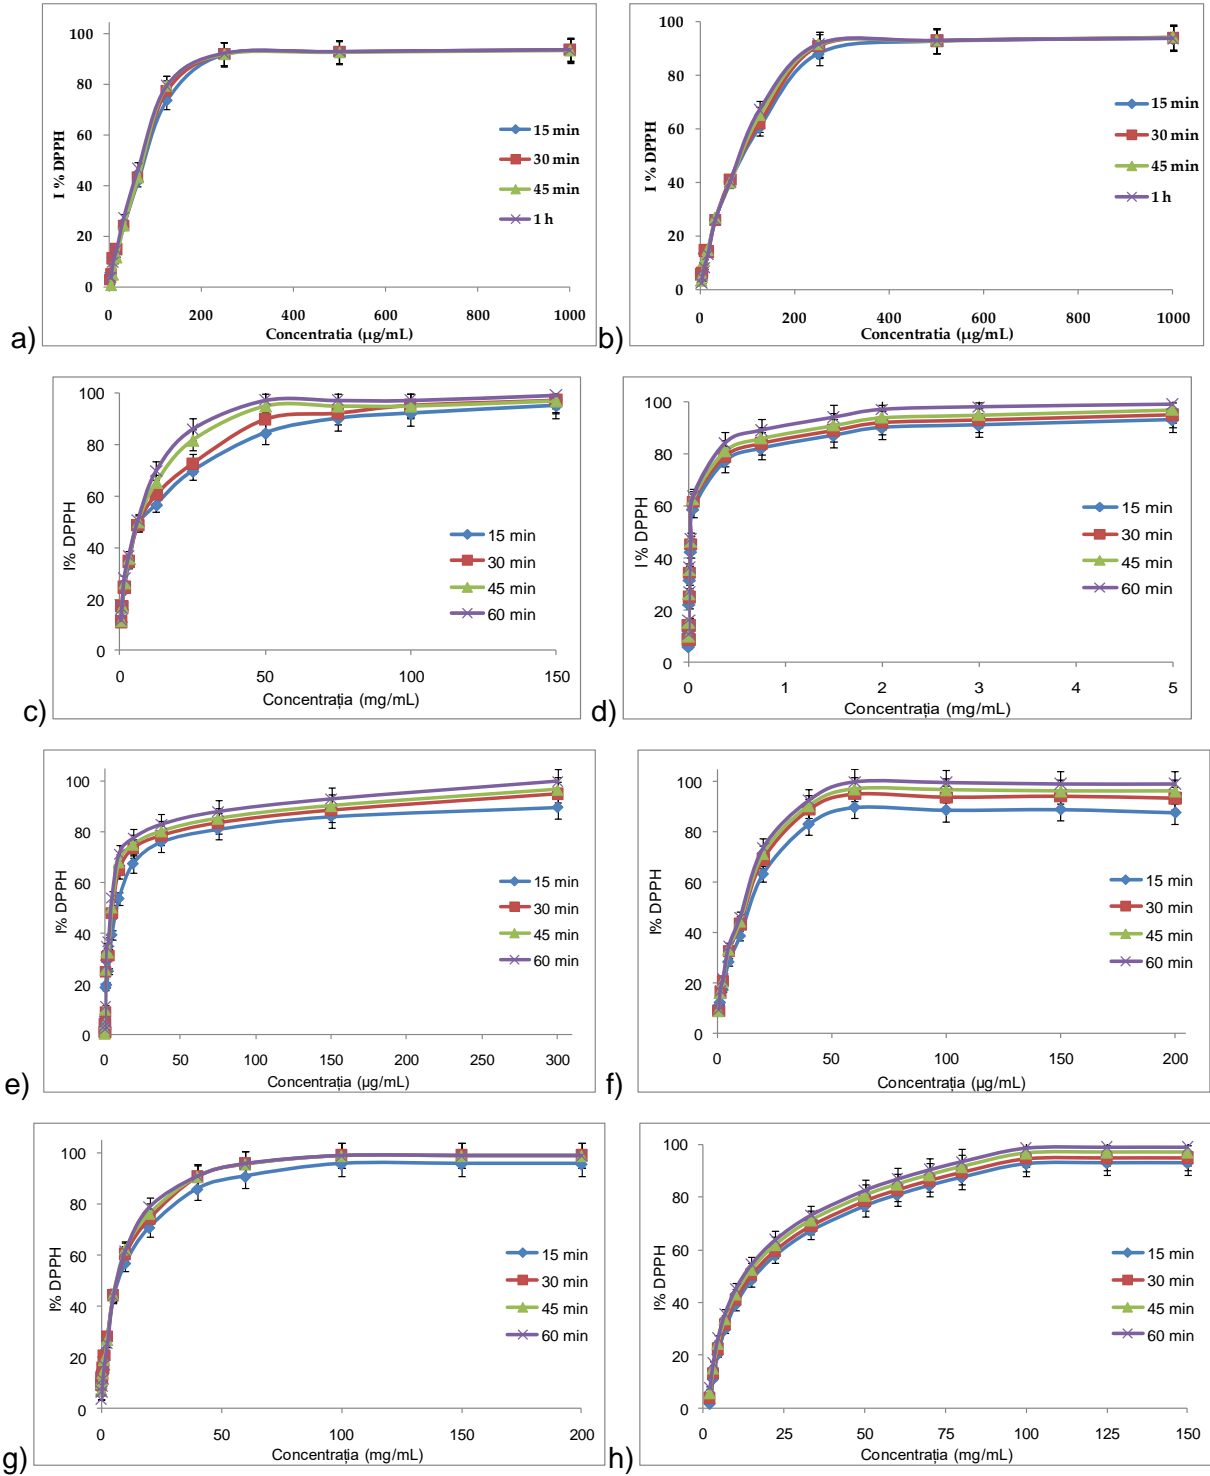 100
80
60
40
20
0
I % DPPH
0 200 400 600 800 1000
Concentratia (µg/mL)
15 min
30 min
45 min
1 h
a)
100
80
60
40
20
0
I % DPPH
0 200 400 600 800 1000
Concentratia (µg/mL)
15 min
30 min
45 min
1 h
b)
100
80
60
40
20
0
I% DPPH
0 50 100 150
Concentrația (mg/mL)
15 min
30 min
45 min
60 min
c)
100
80
60
40
20
0
I% DPPH
0 1 2 3 4 5
Concentrația (mg/mL)
15 min
30 min
45 min
60 min
d)
100
80
60
40
20
0
I% DPPH
0 50 100 150 200 250 300
Concentrația (µg/mL)
15 min
30 min
45 min
60 min
e)
100
80
60
40
20
0
I% DPPH
0 50 100 150 200
Concentrația (µg/mL)
15 min
30 min
45 min
60 min
f)
100
80
60
40
20
0
I% DPPH
0 50 100 150 200
Concentrația (mg/mL)
15 min
30 min
45 min
60 min
g)
100
80
60
40
20
0
I% DPPH
0 25 50 75 100 125 150
Concentrația (mg/mL)
15 min
30 min
45 min
60 min
h)